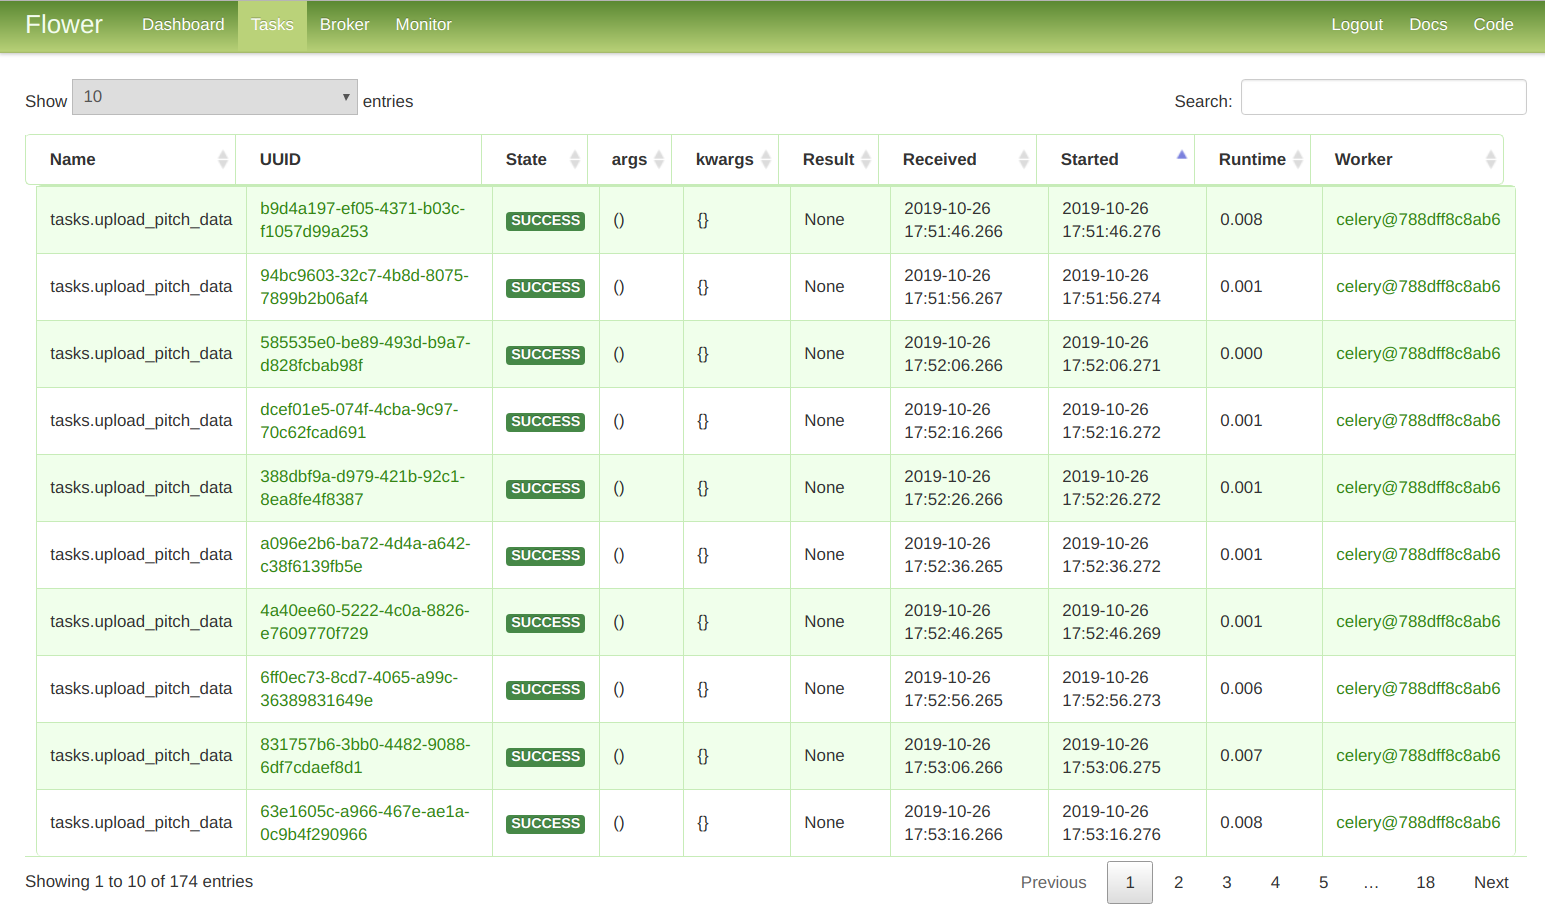 Flower Dashboard Tasks Broker Monitor Logout Docs Code
Show 10 entries Search:
Name UUID State args kwargs Result Received Started Runtime Worker
tasks.upload_pitch_data b9d4a197-ef05-4371-b03c- SUCCESS () {} None 2019-10-26 2019-10-26 0.008 celery@788dff8c8ab6
f1057d99a253 17:51:46.266 17:51:46.276
tasks.upload_pitch_data 94bc9603-32c7-4b8d-8075- SUCCESS () {} None 2019-10-26 2019-10-26 0.001 celery@788dff8c8ab6
7899b2b06af4 17:51:56.267 17:51:56.274
tasks.upload_pitch_data 585535e0-be89-493d-b9a7- SUCCESS () {} None 2019-10-26 2019-10-26 0.000 celery@788dff8c8ab6
d828fcbab98f 17:52:06.266 17:52:06.271
tasks.upload_pitch_data dcef01e5-074f-4cba-9c97- SUCCESS () {} None 2019-10-26 2019-10-26 0.001 celery@788dff8c8ab6
70c62fcad691 17:52:16.266 17:52:16.272
tasks.upload_pitch_data 388dbf9a-d979-421b-92c1- SUCCESS () {} None 2019-10-26 2019-10-26 0.001 celery@788dff8c8ab6
8ea8fe4f8387 17:52:26.266 17:52:26.272
tasks.upload_pitch_data a096e2b6-ba72-4d4a-a642- SUCCESS () {} None 2019-10-26 2019-10-26 0.001 celery@788dff8c8ab6
c38f6139fb5e 17:52:36.265 17:52:36.272
tasks.upload_pitch_data 4a40ee60-5222-4c0a-8826- SUCCESS () {} None 2019-10-26 2019-10-26 0.001 celery@788dff8c8ab6
e7609770f729 17:52:46.265 17:52:46.269
tasks.upload_pitch_data 6ff0ec73-8cd7-4065-a99c- SUCCESS () {} None 2019-10-26 2019-10-26 0.006 celery@788dff8c8ab6
36389831649e 17:52:56.265 17:52:56.273
tasks.upload_pitch_data 831757b6-3bb0-4482-9088- SUCCESS () {} None 2019-10-26 2019-10-26 0.007 celery@788dff8c8ab6
6df7cdaef8d1 17:53:06.266 17:53:06.275
tasks.upload_pitch_data 63e1605c-a966-467e-ae1a- SUCCESS () {} None 2019-10-26 2019-10-26 0.008 celery@788dff8c8ab6
0c9b4f290966 17:53:16.266 17:53:16.276
Showing 1 to 10 of 174 entries Previous 1 2 3 4 5 … 18 Next